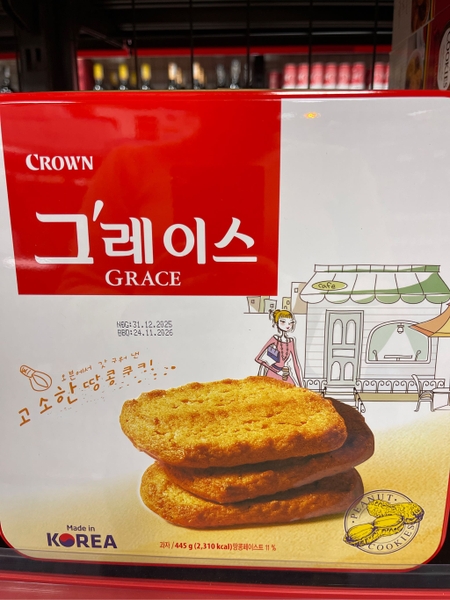 CROWN
그레이스
GRACE
NBG:31.12.2025
BBD:24.11.2026
cafe
오븐에서 갓 구워 낸
고소한 땅콩쿠키!
PEANUT
COOKIES
Made in
KOREA
과자 / 445 g (2,310 kcal) 땅콩페이스트 11 %